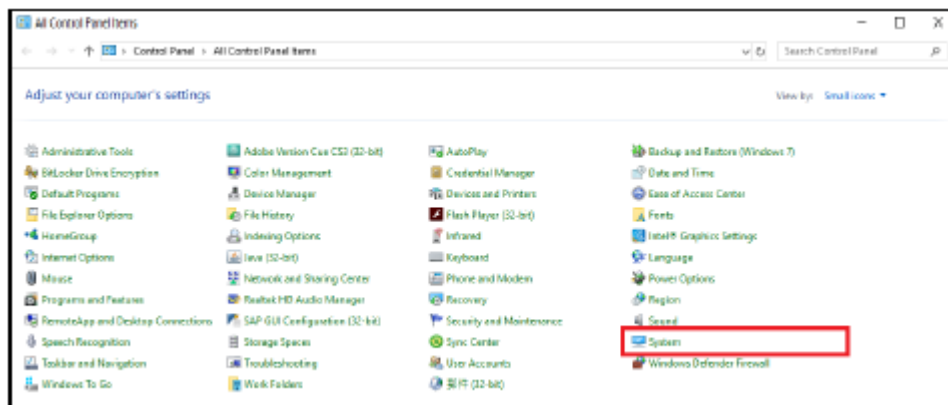 All Control Panel Items
Control Panel > All Control Panel Items
Search Control Panel
Adjust your computer's settings
View by: Small icons
Administrative Tools
Adobe Version Cue CS3 (32-bit)
AutoPlay
Backup and Restore (Windows 7)
BitLocker Drive Encryption
Color Management
Credential Manager
Date and Time
Default Programs
Device Manager
Devices and Printers
Ease of Access Center
File Explorer Options
File History
Flash Player (32-bit)
Fonts
HomeGroup
Indexing Options
Infrared
Intel® Graphics Settings
Internet Options
Java (32-bit)
Keyboard
Language
Mouse
Network and Sharing Center
Phone and Modem
Power Options
Programs and Features
Realtek HD Audio Manager
Recovery
Region
RemoteApp and Desktop Connections
SAP GUI Configuration (32-bit)
Security and Maintenance
Sound
Speech Recognition
Storage Spaces
Sync Center
System
Taskbar and Navigation
Troubleshooting
User Accounts
Windows Defender Firewall
Windows To Go
Work Folders
郵件 (32-bit)